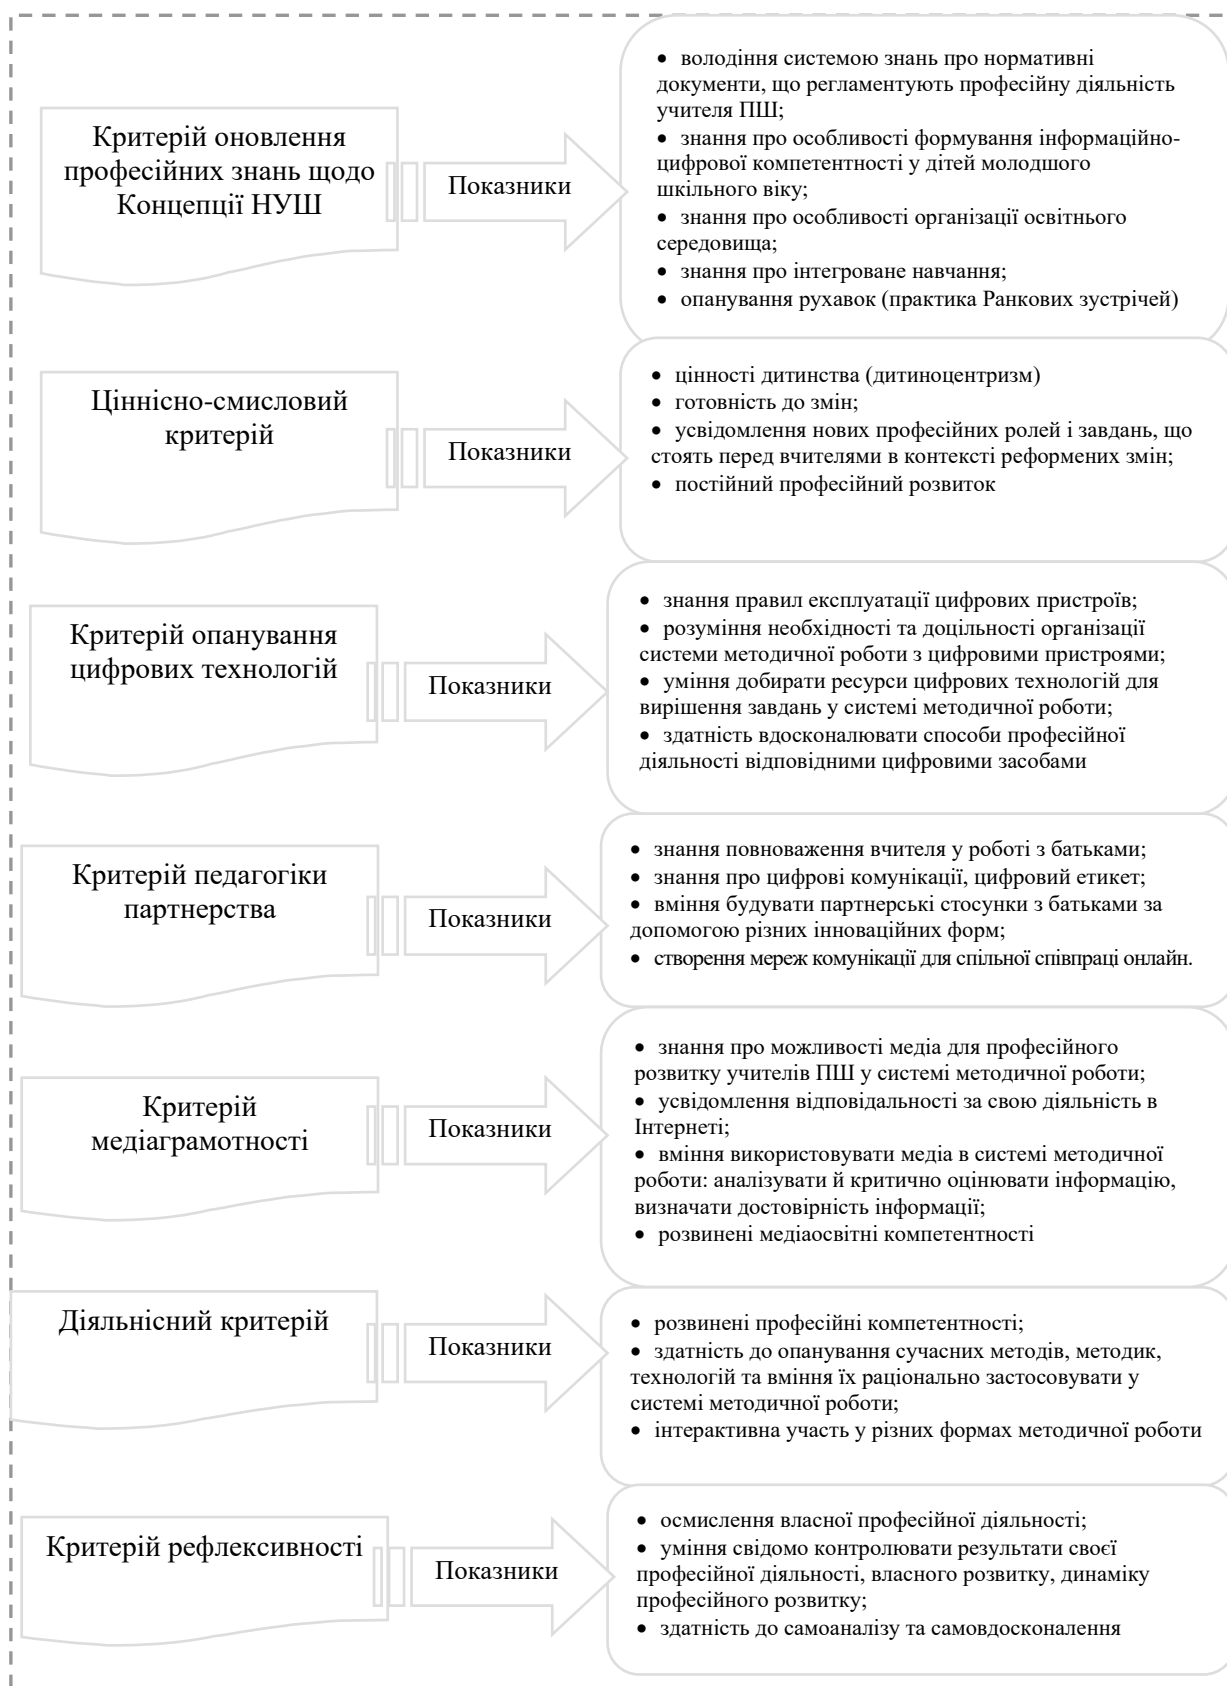 Критерій оновлення
професійних знань щодо
Концепції НУШ
Показники
• володіння системою знань про нормативні
документи, що регламентують професійну діяльність
учителя ПШ;
• знання про особливості формування інформаційно-
цифрової компетентності у дітей молодшого
шкільного віку;
• знання про особливості організації освітнього
середовища;
• знання про інтегроване навчання;
• опанування рухавок (практика Ранкових зустрічей)
Ціннісно-смисловий
критерій
Показники
• цінності дитинства (дитиноцентризм)
• готовність до змін;
• усвідомлення нових професійних ролей і завдань, що
стоять перед вчителями в контексті реформених змін;
• постійний професійний розвиток
Критерій опанування
цифрових технологій
Показники
• знання правил експлуатації цифрових пристроїв;
• розуміння необхідності та доцільності організації
системи методичної роботи з цифровими пристроями;
• уміння добирати ресурси цифрових технологій для
вирішення завдань у системі методичної роботи;
• здатність вдосконалювати способи професійної
діяльності відповідними цифровими засобами
Критерій педагогіки
партнерства
Показники
• знання повноваження вчителя у роботі з батьками;
• знання про цифрові комунікації, цифровий етикет;
• вміння будувати партнерські стосунки з батьками за
допомогою різних інноваційних форм;
• створення мереж комунікації для спільної співпраці онлайн.
Критерій
медіаграмотності
Показники
• знання про можливості медіа для професійного
розвитку учителів ПШ у системі методичної роботи;
• усвідомлення відповідальності за свою діяльність в
Інтернеті;
• вміння використовувати медіа в системі методичної
роботи: аналізувати й критично оцінювати інформацію,
визначати достовірність інформації;
• розвинені медіаосвітні компетентності
Діяльнісний критерій
Показники
• розвинені професійні компетентності;
• здатність до опанування сучасних методів, методик,
технологій та вміння їх раціонально застосовувати у
системі методичної роботи;
• інтерактивна участь у різних формах методичної роботи
Критерій рефлексивності
Показники
• осмислення власної професійної діяльності;
• уміння свідомо контролювати результати своєї
професійної діяльності, власного розвитку, динаміку
професійного розвитку;
• здатність до самоаналізу та самовдосконалення